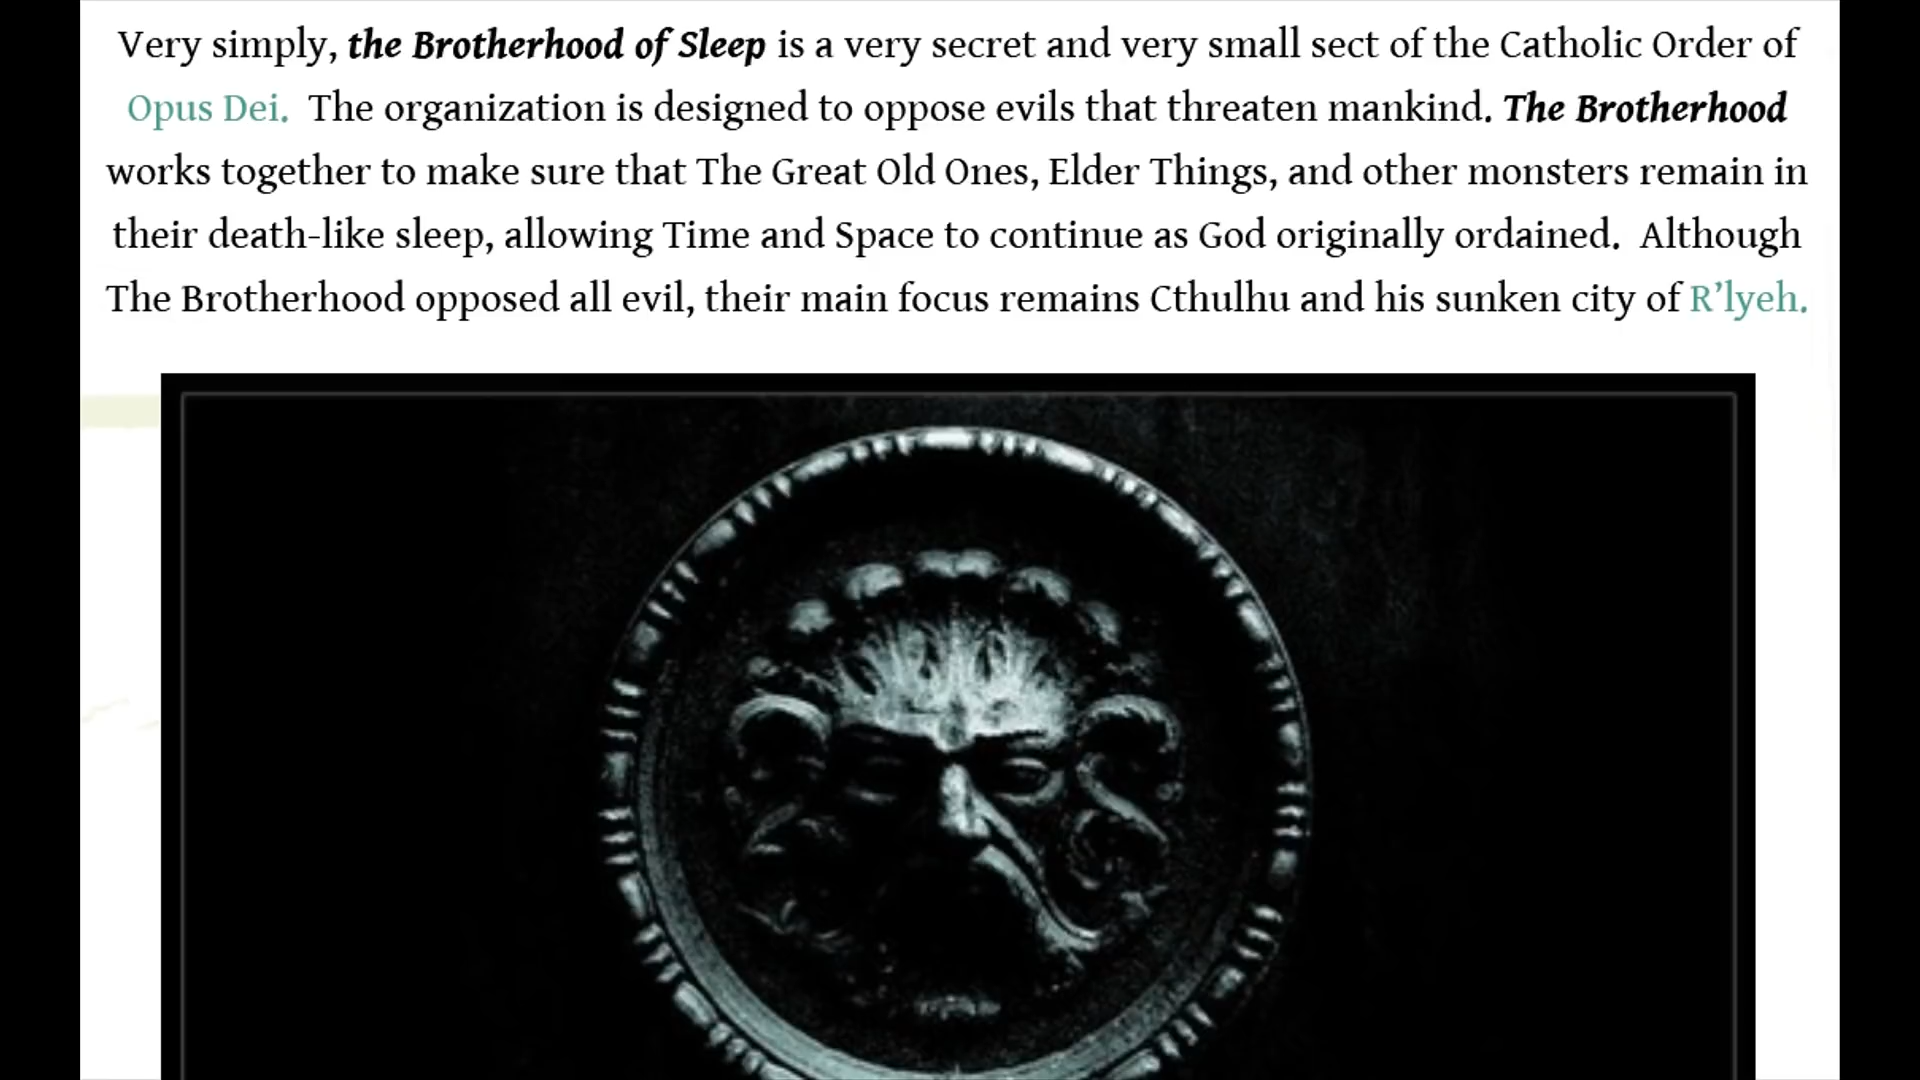 Very simply, the Brotherhood of Sleep is a very secret and very small sect of the Catholic Order of
Opus Dei.  The organization is designed to oppose evils that threaten mankind. The Brotherhood
works together to make sure that The Great Old Ones, Elder Things, and other monsters remain in
their death-like sleep, allowing Time and Space to continue as God originally ordained.  Although
The Brotherhood opposed all evil, their main focus remains Cthulhu and his sunken city of R’lyeh.